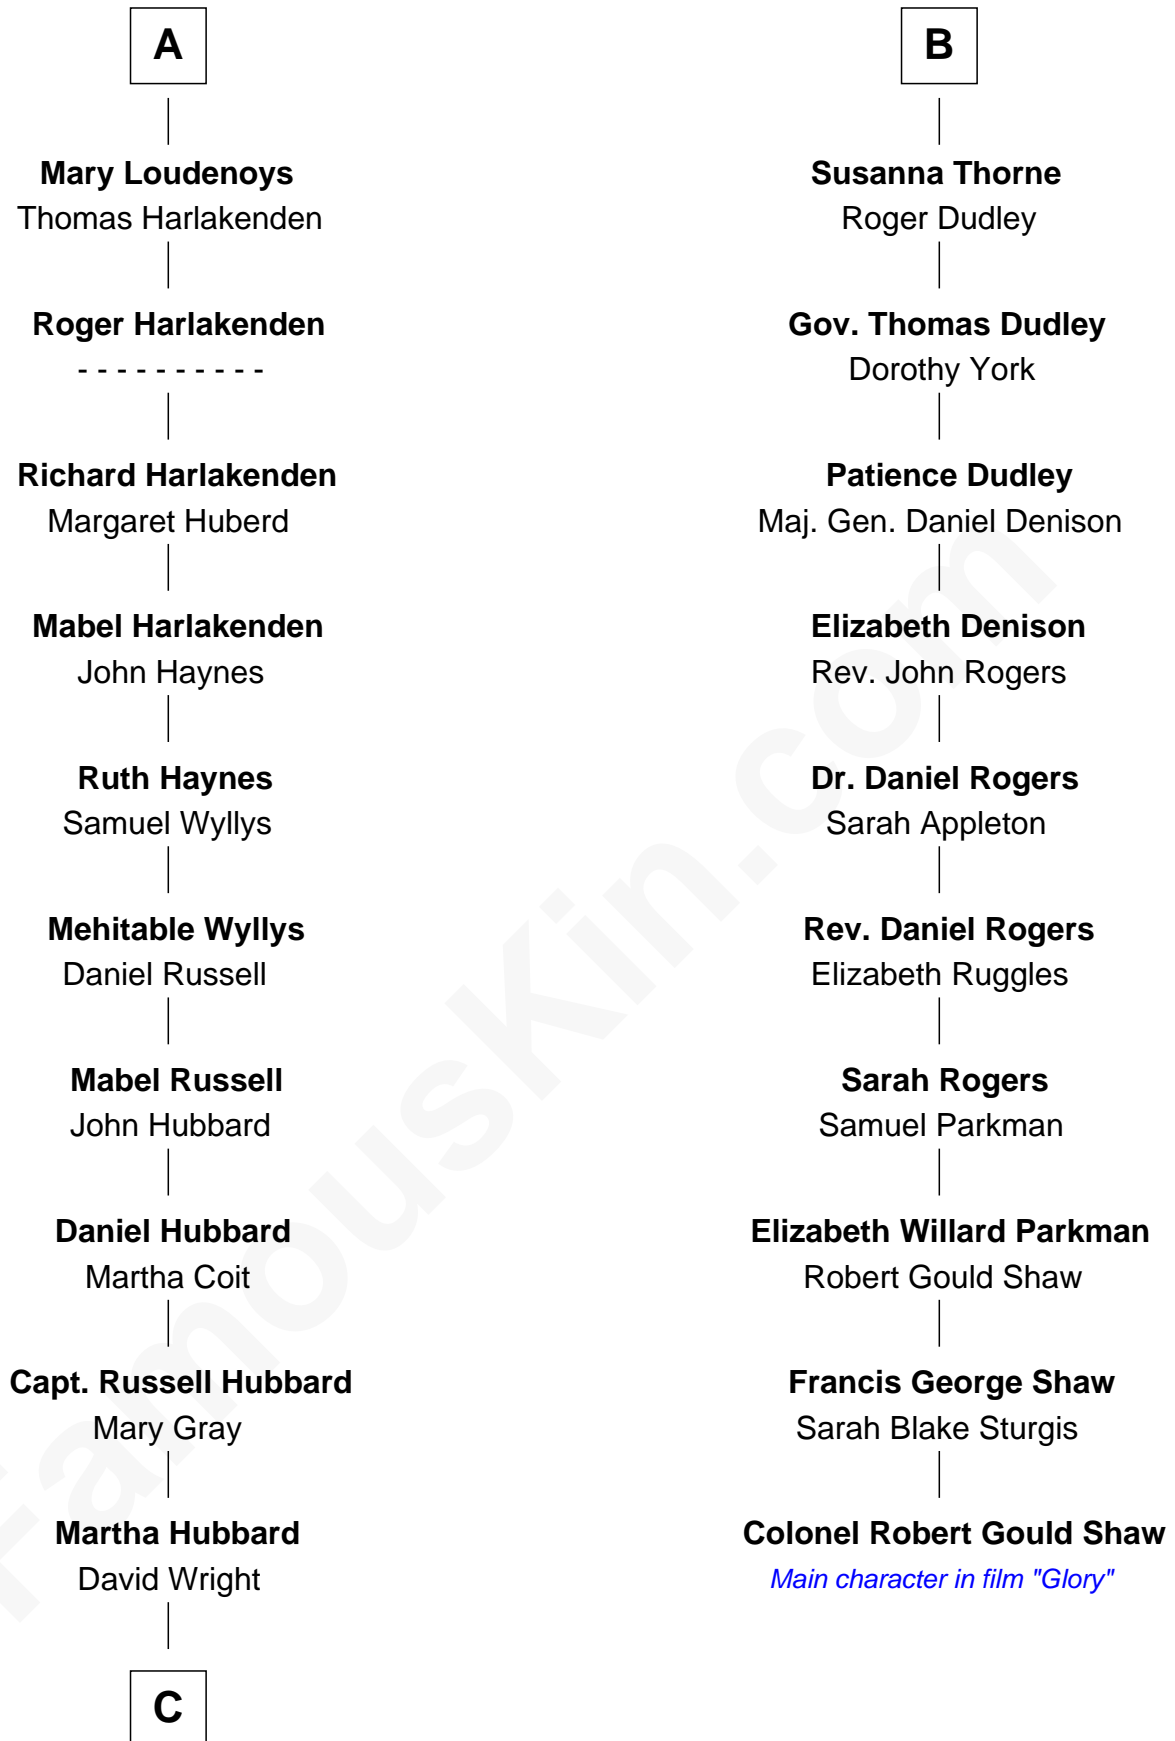 A
Mary Loudenoys
Thomas Harlakenden
Roger Harlakenden
- - - - - - - - - -
Richard Harlakenden
Margaret Huberd
Mabel Harlakenden
John Haynes
Ruth Haynes
Samuel Wyllys
Mehitable Wyllys
Daniel Russell
Mabel Russell
John Hubbard
Daniel Hubbard
Martha Coit
Capt. Russell Hubbard
Mary Gray
Martha Hubbard
David Wright
C
B
Susanna Thorne
Roger Dudley
Gov. Thomas Dudley
Dorothy York
Patience Dudley
Maj. Gen. Daniel Denison
Elizabeth Denison
Rev. John Rogers
Dr. Daniel Rogers
Sarah Appleton
Rev. Daniel Rogers
Elizabeth Ruggles
Sarah Rogers
Samuel Parkman
Elizabeth Willard Parkman
Robert Gould Shaw
Francis George Shaw
Sarah Blake Sturgis
Colonel Robert Gould Shaw
Main character in film "Glory"
FamousKin.com